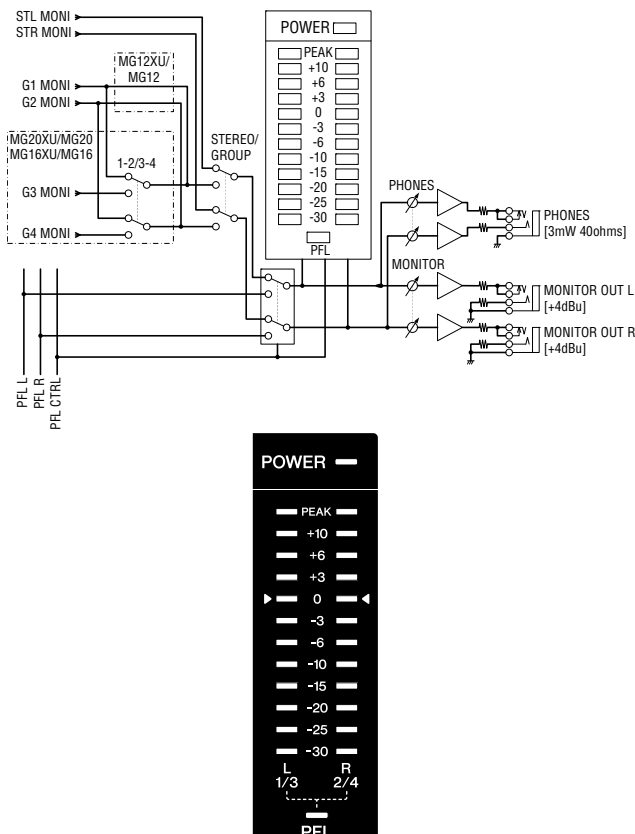 STL MONI
STR MONI
MG12XU/
MG12
G1 MONI
G2 MONI
MG20XU/MG20
MG16XU/MG16
1-2/3-4
G3 MONI
G4 MONI
STEREO/
GROUP
POWER
PEAK
+10
+6
+3
0
-3
-6
-10
-15
-20
-25
-30
PFL
PHONES
PHONES
[3mW 40ohms]
MONITOR
MONITOR OUT L
[+4dBu]
MONITOR OUT R
[+4dBu]
PFL L
PFL R
PFL CTRL
POWER
PEAK
+10
+6
+3
0
-3
-6
-10
-15
-20
-25
-30
L R
1/3 2/4
PFL